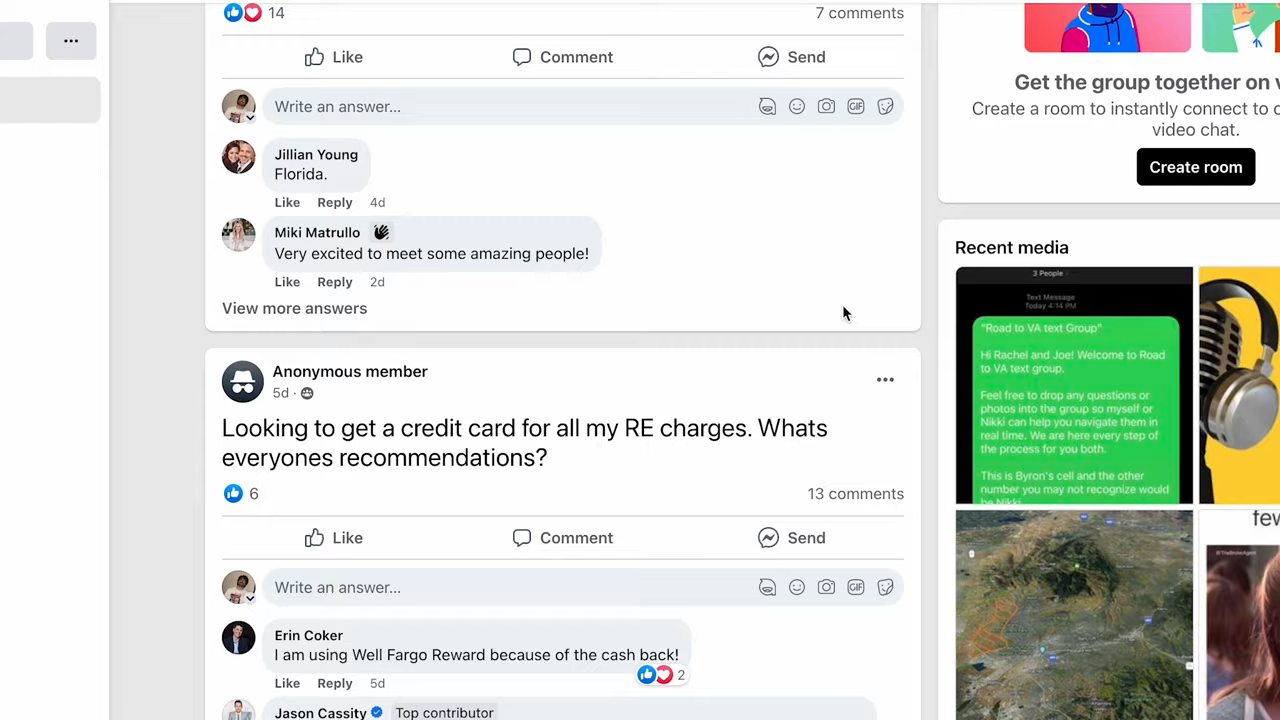 14
7 comments
Like
Comment
Send
Write an answer...
GIF
Jillian Young
Florida.
Like Reply 4d
Miki Matrullo
Very excited to meet some amazing people!
Like Reply 2d
View more answers
Anonymous member
5d ·
Looking to get a credit card for all my RE charges. Whats
everyones recommendations?
6
13 comments
Like
Comment
Send
Write an answer...
GIF
Erin Coker
I am using Well Fargo Reward because of the cash back!
2
Like Reply 5d
Jason Cassity Top contributor
Get the group together on v
Create a room to instantly connect to c
video chat.
Create room
Recent media
3 People
Text Message
Today 4:14 PM
"Road to VA text Group"
Hi Rachel and Joe! Welcome to Road
to VA text group.
Feel free to drop any questions or
photos into the group so myself or
Nikki can help you navigate them in
real time. We are here every step of
the process for you both.
This is Byron's cell and the other
number you may not recognize would
be Nikki.
few
@TheBrokeAgent